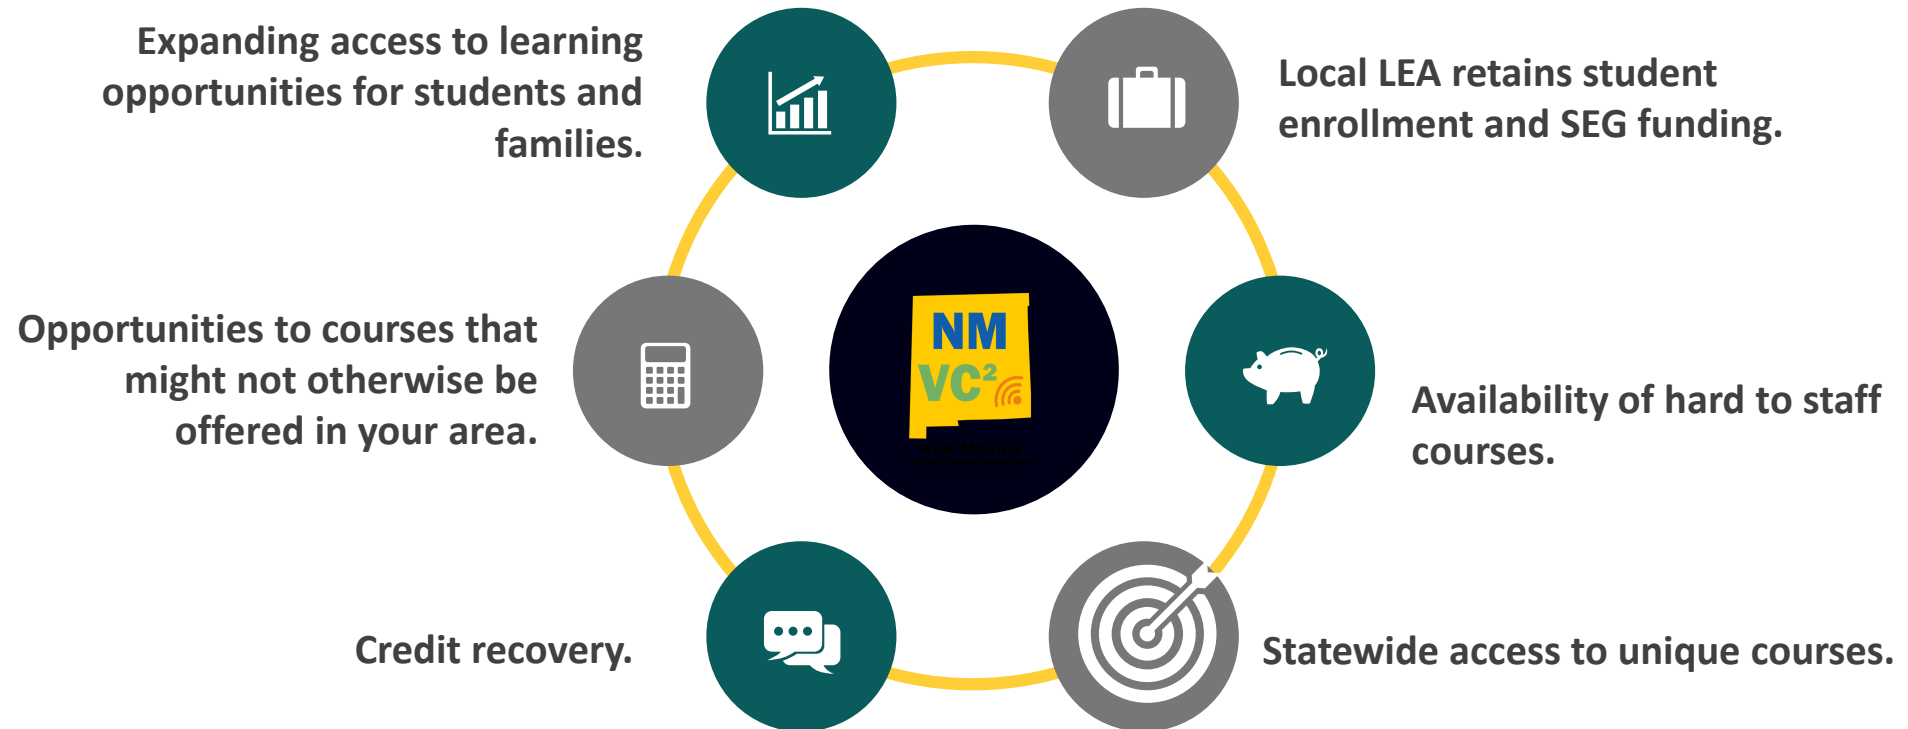 Expanding access to learning
opportunities for students and
families.
Local LEA retains student
enrollment and SEG funding.
Opportunities to courses that
might not otherwise be
offered in your area.
NM
VC²
New Mexico
Availability of hard to staff
courses.
Credit recovery.
Statewide access to unique courses.